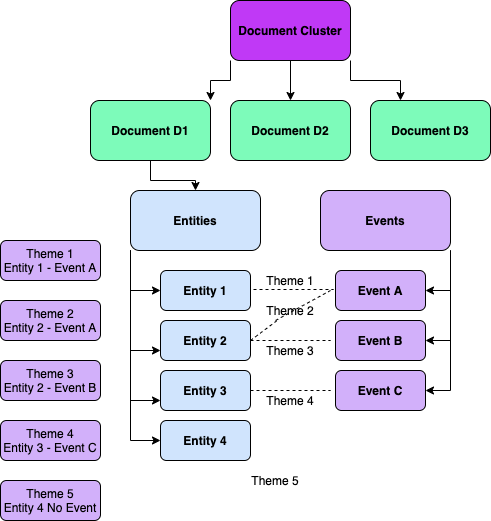 Document Cluster
Document D1
Document D2
Document D3
Entities
Events
Theme 1
Entity 1 - Event A
Theme 2
Entity 2 - Event A
Theme 3
Entity 2 - Event B
Theme 4
Entity 3 - Event C
Theme 5
Entity 4 No Event
Entity 1
Theme 1
Event A
Theme 2
Entity 2
Event B
Theme 3
Entity 3
Event C
Theme 4
Entity 4
Theme 5